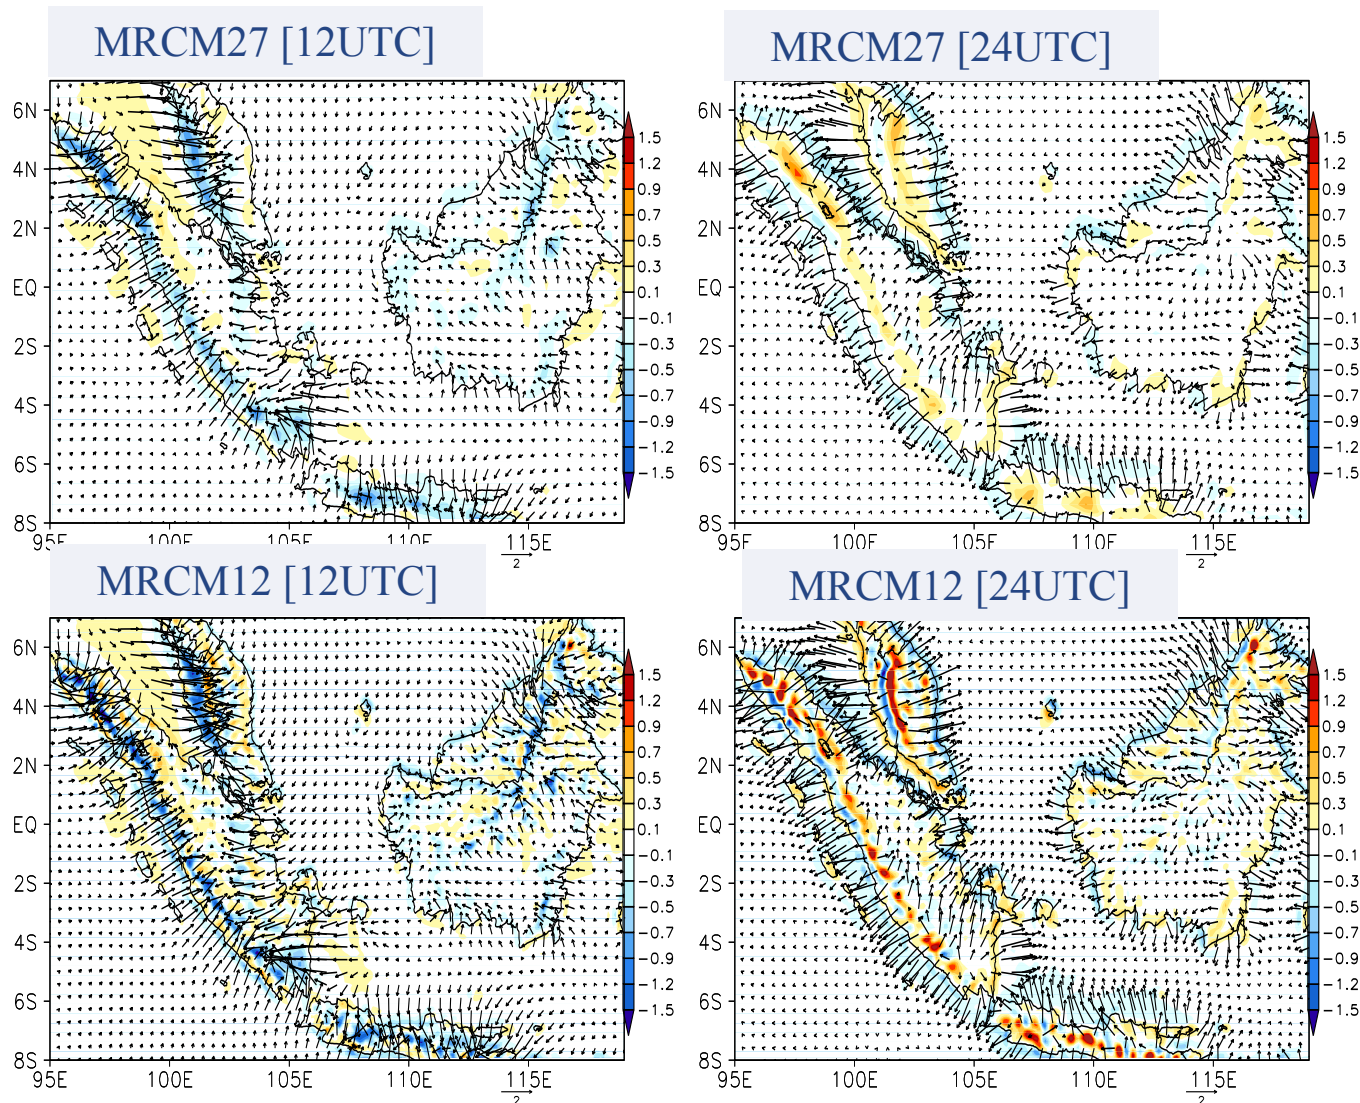 MRCM27 [12UTC]
MRCM27 [24UTC]
6N
4N
2N
EQ
2S
4S
6S
8S
95E
100E
105E
110E
115E
2
1.5
1.2
0.9
0.7
0.5
0.3
0.1
−0.1
−0.3
−0.5
−0.7
−0.9
−1.2
−1.5
6N
4N
2N
EQ
2S
4S
6S
8S
95E
100E
105E
110E
115E
2
1.5
1.2
0.9
0.7
0.5
0.3
0.1
−0.1
−0.3
−0.5
−0.7
−0.9
−1.2
−1.5
MRCM12 [12UTC]
MRCM12 [24UTC]
6N
4N
2N
EQ
2S
4S
6S
8S
95E
100E
105E
110E
115E
2
1.5
1.2
0.9
0.7
0.5
0.3
0.1
−0.1
−0.3
−0.5
−0.7
−0.9
−1.2
−1.5
6N
4N
2N
EQ
2S
4S
6S
8S
95E
100E
105E
110E
115E
2
1.5
1.2
0.9
0.7
0.5
0.3
0.1
−0.1
−0.3
−0.5
−0.7
−0.9
−1.2
−1.5